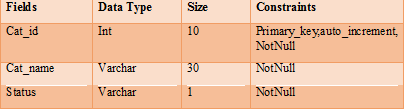 Fields Data Type Size Constraints
Cat_id Int 10 Primary_key,auto_increment,
NotNull
Cat_name Varchar 30 NotNull
Status Varchar 1 NotNull